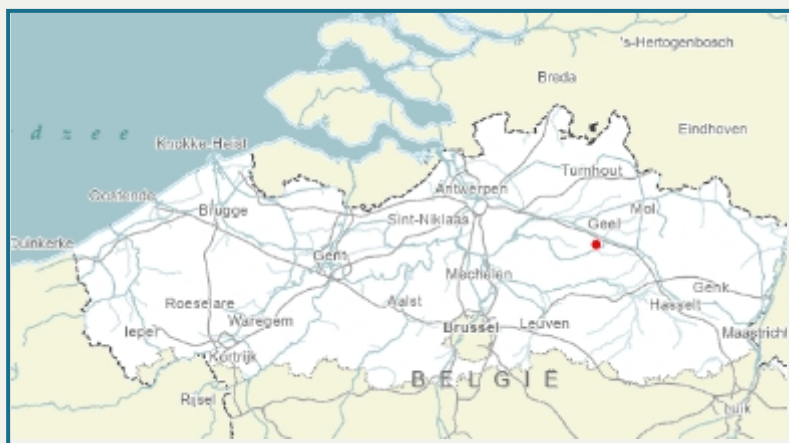 's-Hertogenbosch
Breda
Eindhoven
d z e e
Knokke-Heist
Turnhout
Antwerpen
Oostende
Brugge
Sint-Niklaas
Mol
Geel
Duinkerke
Gent
Mechelen
Genk
Roeselare
Aalst
Hasselt
Waregem
Ieper
Brussel
Leuven
Maastricht
Kortrijk
BELGIË
Rijsel
Luik